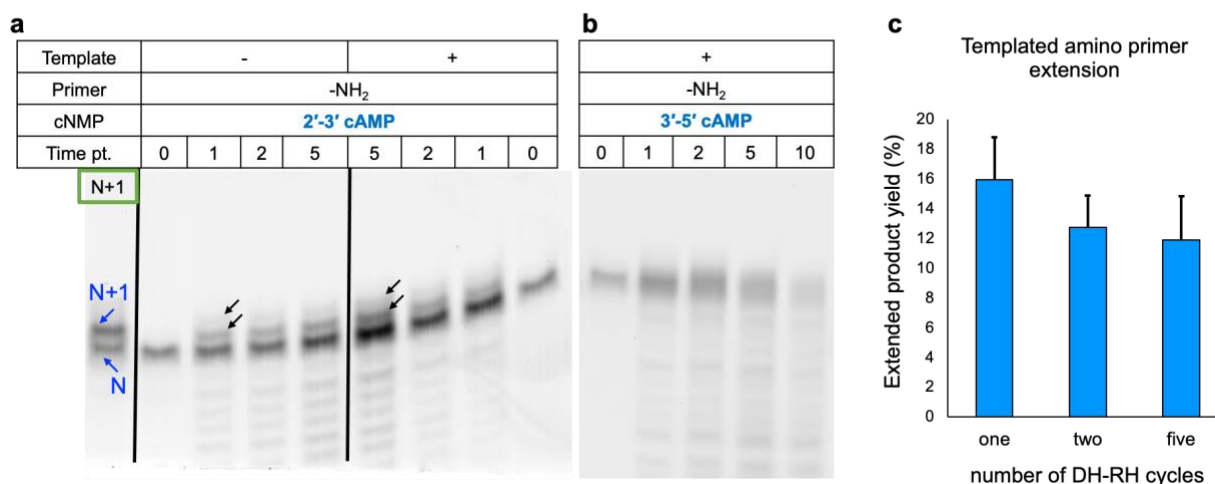 a
Template - +
Primer -NH₂
cNMP 2′-3′ cAMP
Time pt. 0 1 2 5 5 2 1 0
N+1
N+1
N
b
+
-NH₂
3′-5′ cAMP
0 1 2 5 10
c
Templated amino primer
extension
Extended product yield (%)
20
18
16
14
12
10
8
6
4
2
0
one two five
number of DH-RH cycles